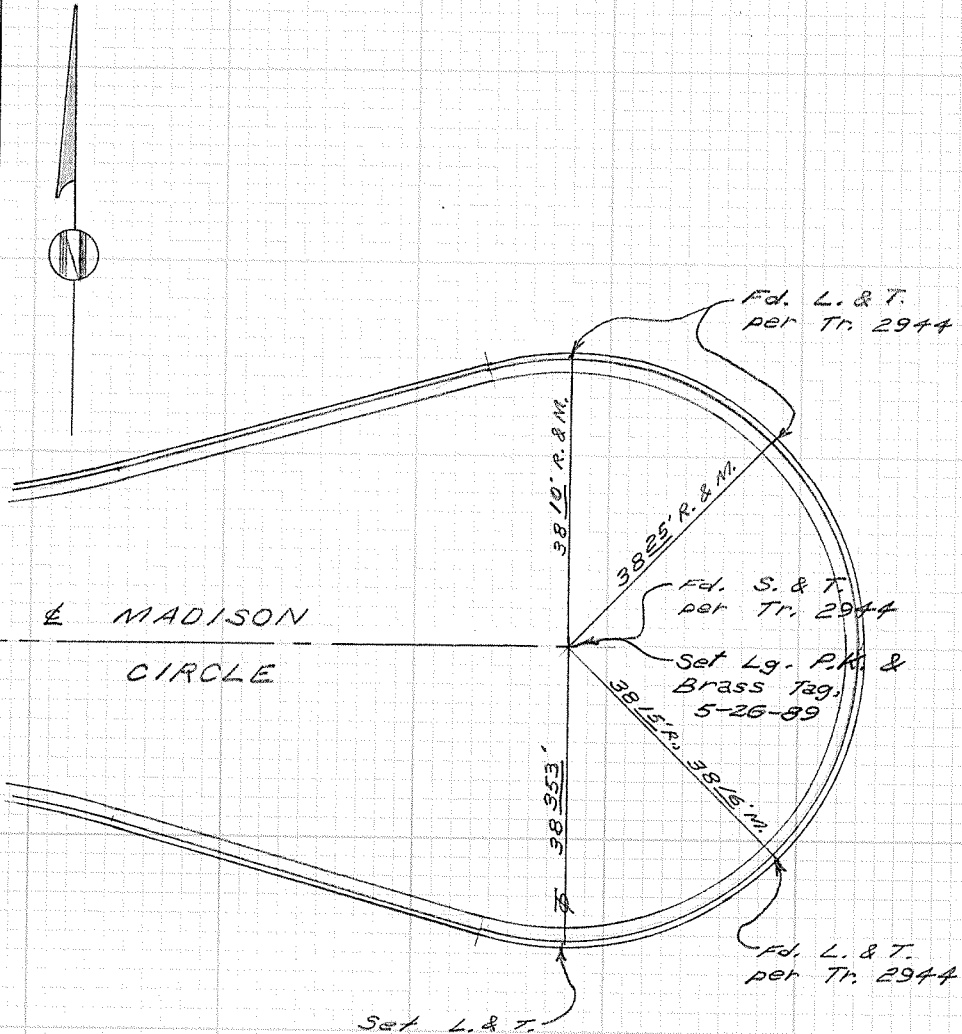 N
Fd. L. & T.
per Tr. 2944
38 10' R. & M.
38 25' R. & M.
Fd. S. & T.
per Tr. 2944
℄ MADISON
CIRCLE
Set Lg. P.K. &
Brass Tag,
5-26-89
38 15' R., 38 16' M.
38 353'
Fd. L. & T.
per Tr. 2944
Set L. & T.